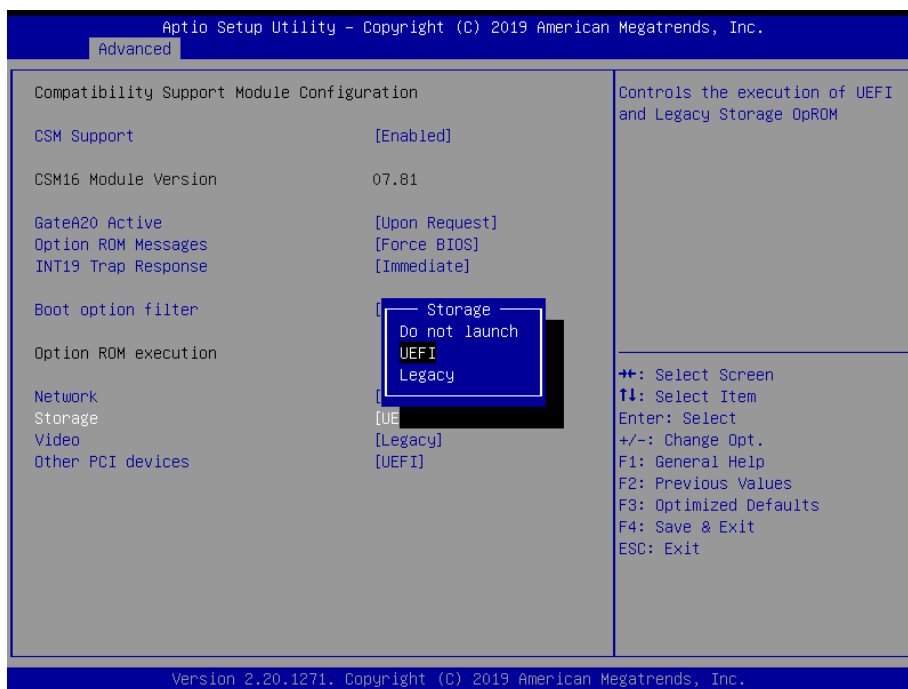 Aptio Setup Utility – Copyright (C) 2019 American Megatrends, Inc.
Advanced
Compatibility Support Module Configuration
CSM Support [Enabled]
CSM16 Module Version 07.81
GateA20 Active [Upon Request]
Option ROM Messages [Force BIOS]
INT19 Trap Response [Immediate]
Boot option filter [
Option ROM execution
Network [
Storage [UE
Video [Legacy]
Other PCI devices [UEFI]
Storage
Do not launch
UEFI
Legacy
Controls the execution of UEFI
and Legacy Storage OpROM
→←: Select Screen
↑↓: Select Item
Enter: Select
+/-: Change Opt.
F1: General Help
F2: Previous Values
F3: Optimized Defaults
F4: Save & Exit
ESC: Exit
Version 2.20.1271. Copyright (C) 2019 American Megatrends, Inc.